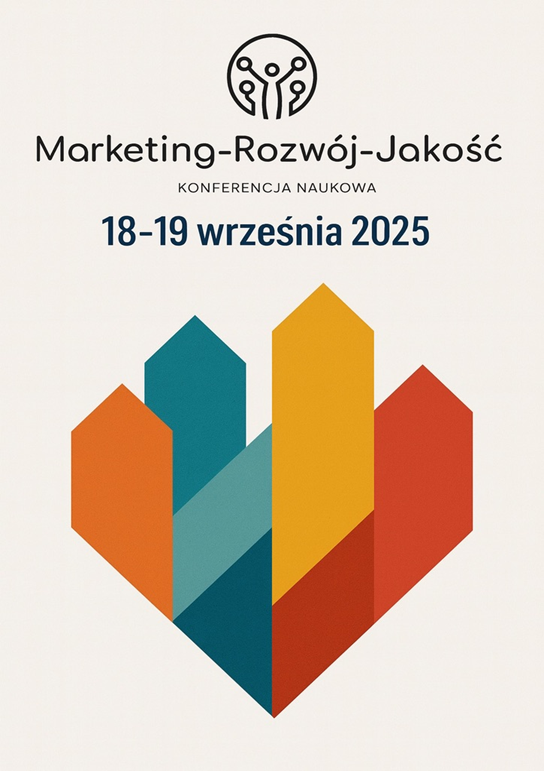 Marketing-Rozwój-Jakość
KONFERENCJA NAUKOWA
18-19 września 2025